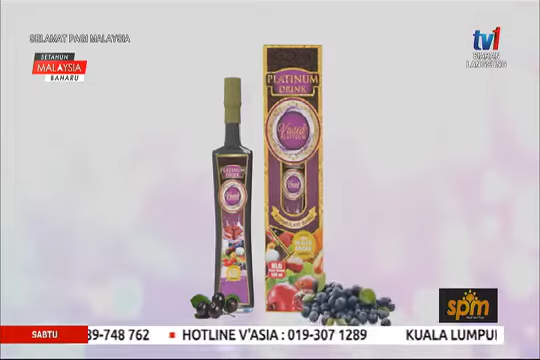 SELAMAT PAGI MALAYSIA
SETAHUN
MALAYSIA
BAHARU
tv1
SIARAN
LANGSUNG
PLATINUM
DRINK
Vasia
PLATINUM
DRINK
spm
SABTU
39-748 762 ▪ HOTLINE V'ASIA : 019-307 1289 KUALA LUMPU